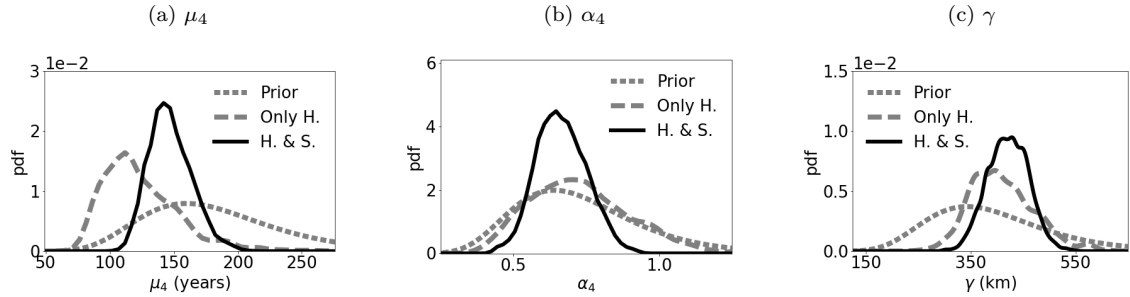 (a) μ₄
1e−2
3
2
1
0
pdf
Prior
Only H.
H. & S.
50 100 150 200 250
μ₄ (years)
(b) α₄
6
4
2
0
pdf
Prior
Only H.
H. & S.
0.5 1.0
α₄
(c) γ
1e−2
1.5
1.0
0.5
0.0
pdf
Prior
Only H.
H. & S.
150 350 550
γ (km)